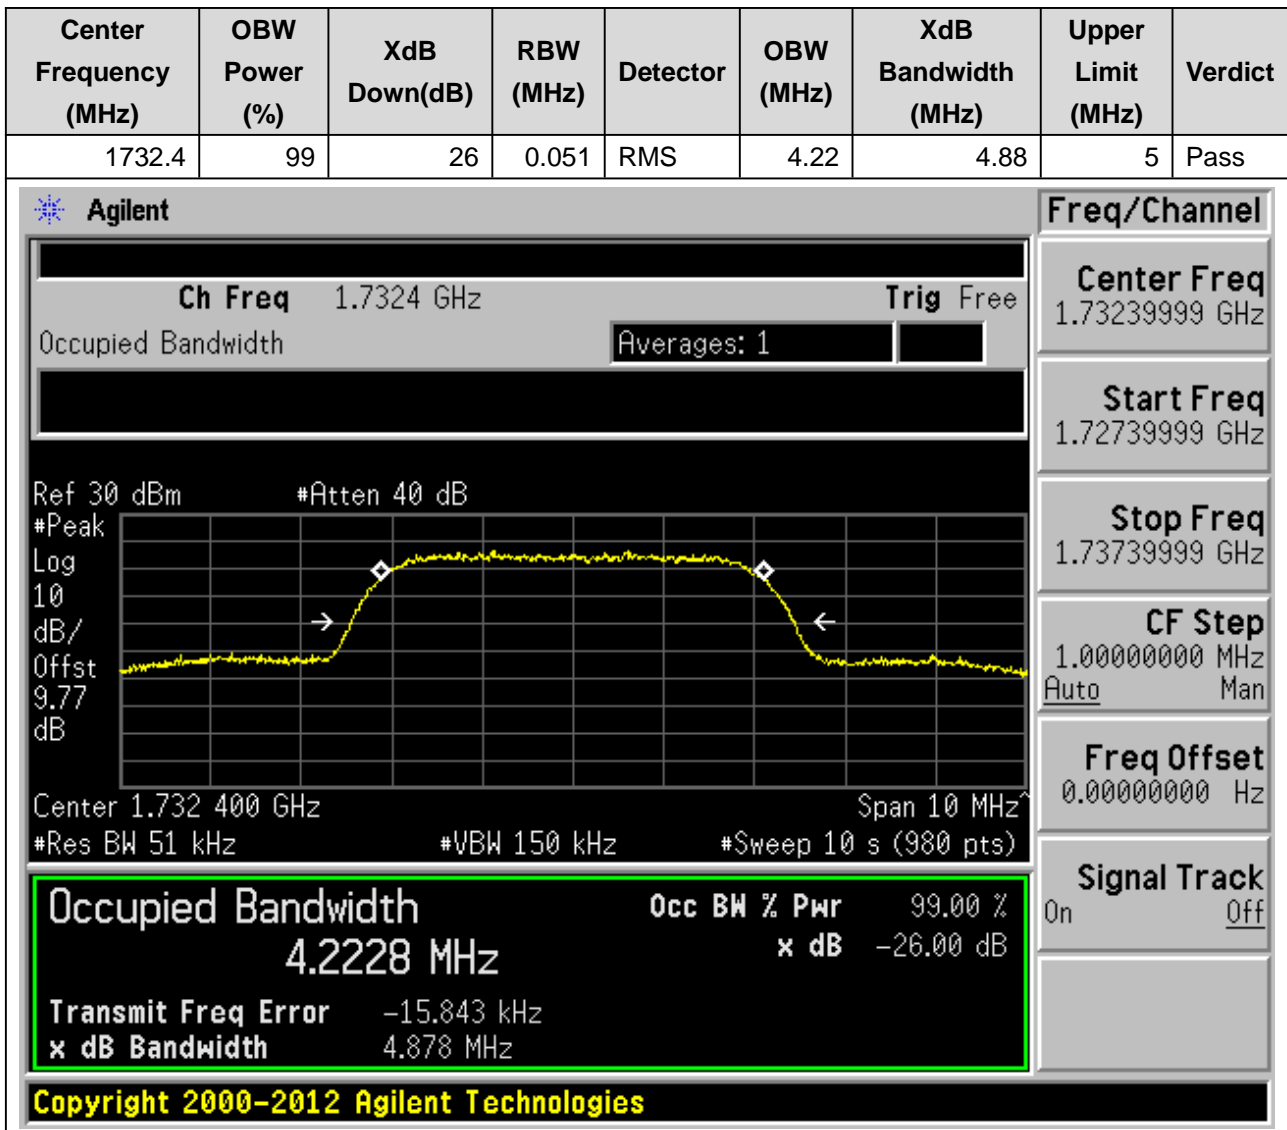 Center Frequency (MHz) OBW Power (%) XdB Down(dB) RBW (MHz) Detector OBW (MHz) XdB Bandwidth (MHz) Upper Limit (MHz) Verdict
1732.4 99 26 0.051 RMS 4.22 4.88 5 Pass
Agilent
Freq/Channel
Ch Freq 1.7324 GHz Trig Free
Occupied Bandwidth Averages: 1
Center Freq
1.73239999 GHz
Start Freq
1.72739999 GHz
Stop Freq
1.73739999 GHz
CF Step
1.00000000 MHz
Auto Man
Freq Offset
0.00000000 Hz
Signal Track
On Off
Ref 30 dBm #Atten 40 dB
#Peak
Log
10
dB/
Offst
9.77
dB
Center 1.732 400 GHz Span 10 MHz^
#Res BW 51 kHz #VBW 150 kHz #Sweep 10 s (980 pts)
Occupied Bandwidth Occ BW % Pwr 99.00 %
4.2228 MHz x dB -26.00 dB
Transmit Freq Error -15.843 kHz
x dB Bandwidth 4.878 MHz
Copyright 2000-2012 Agilent Technologies